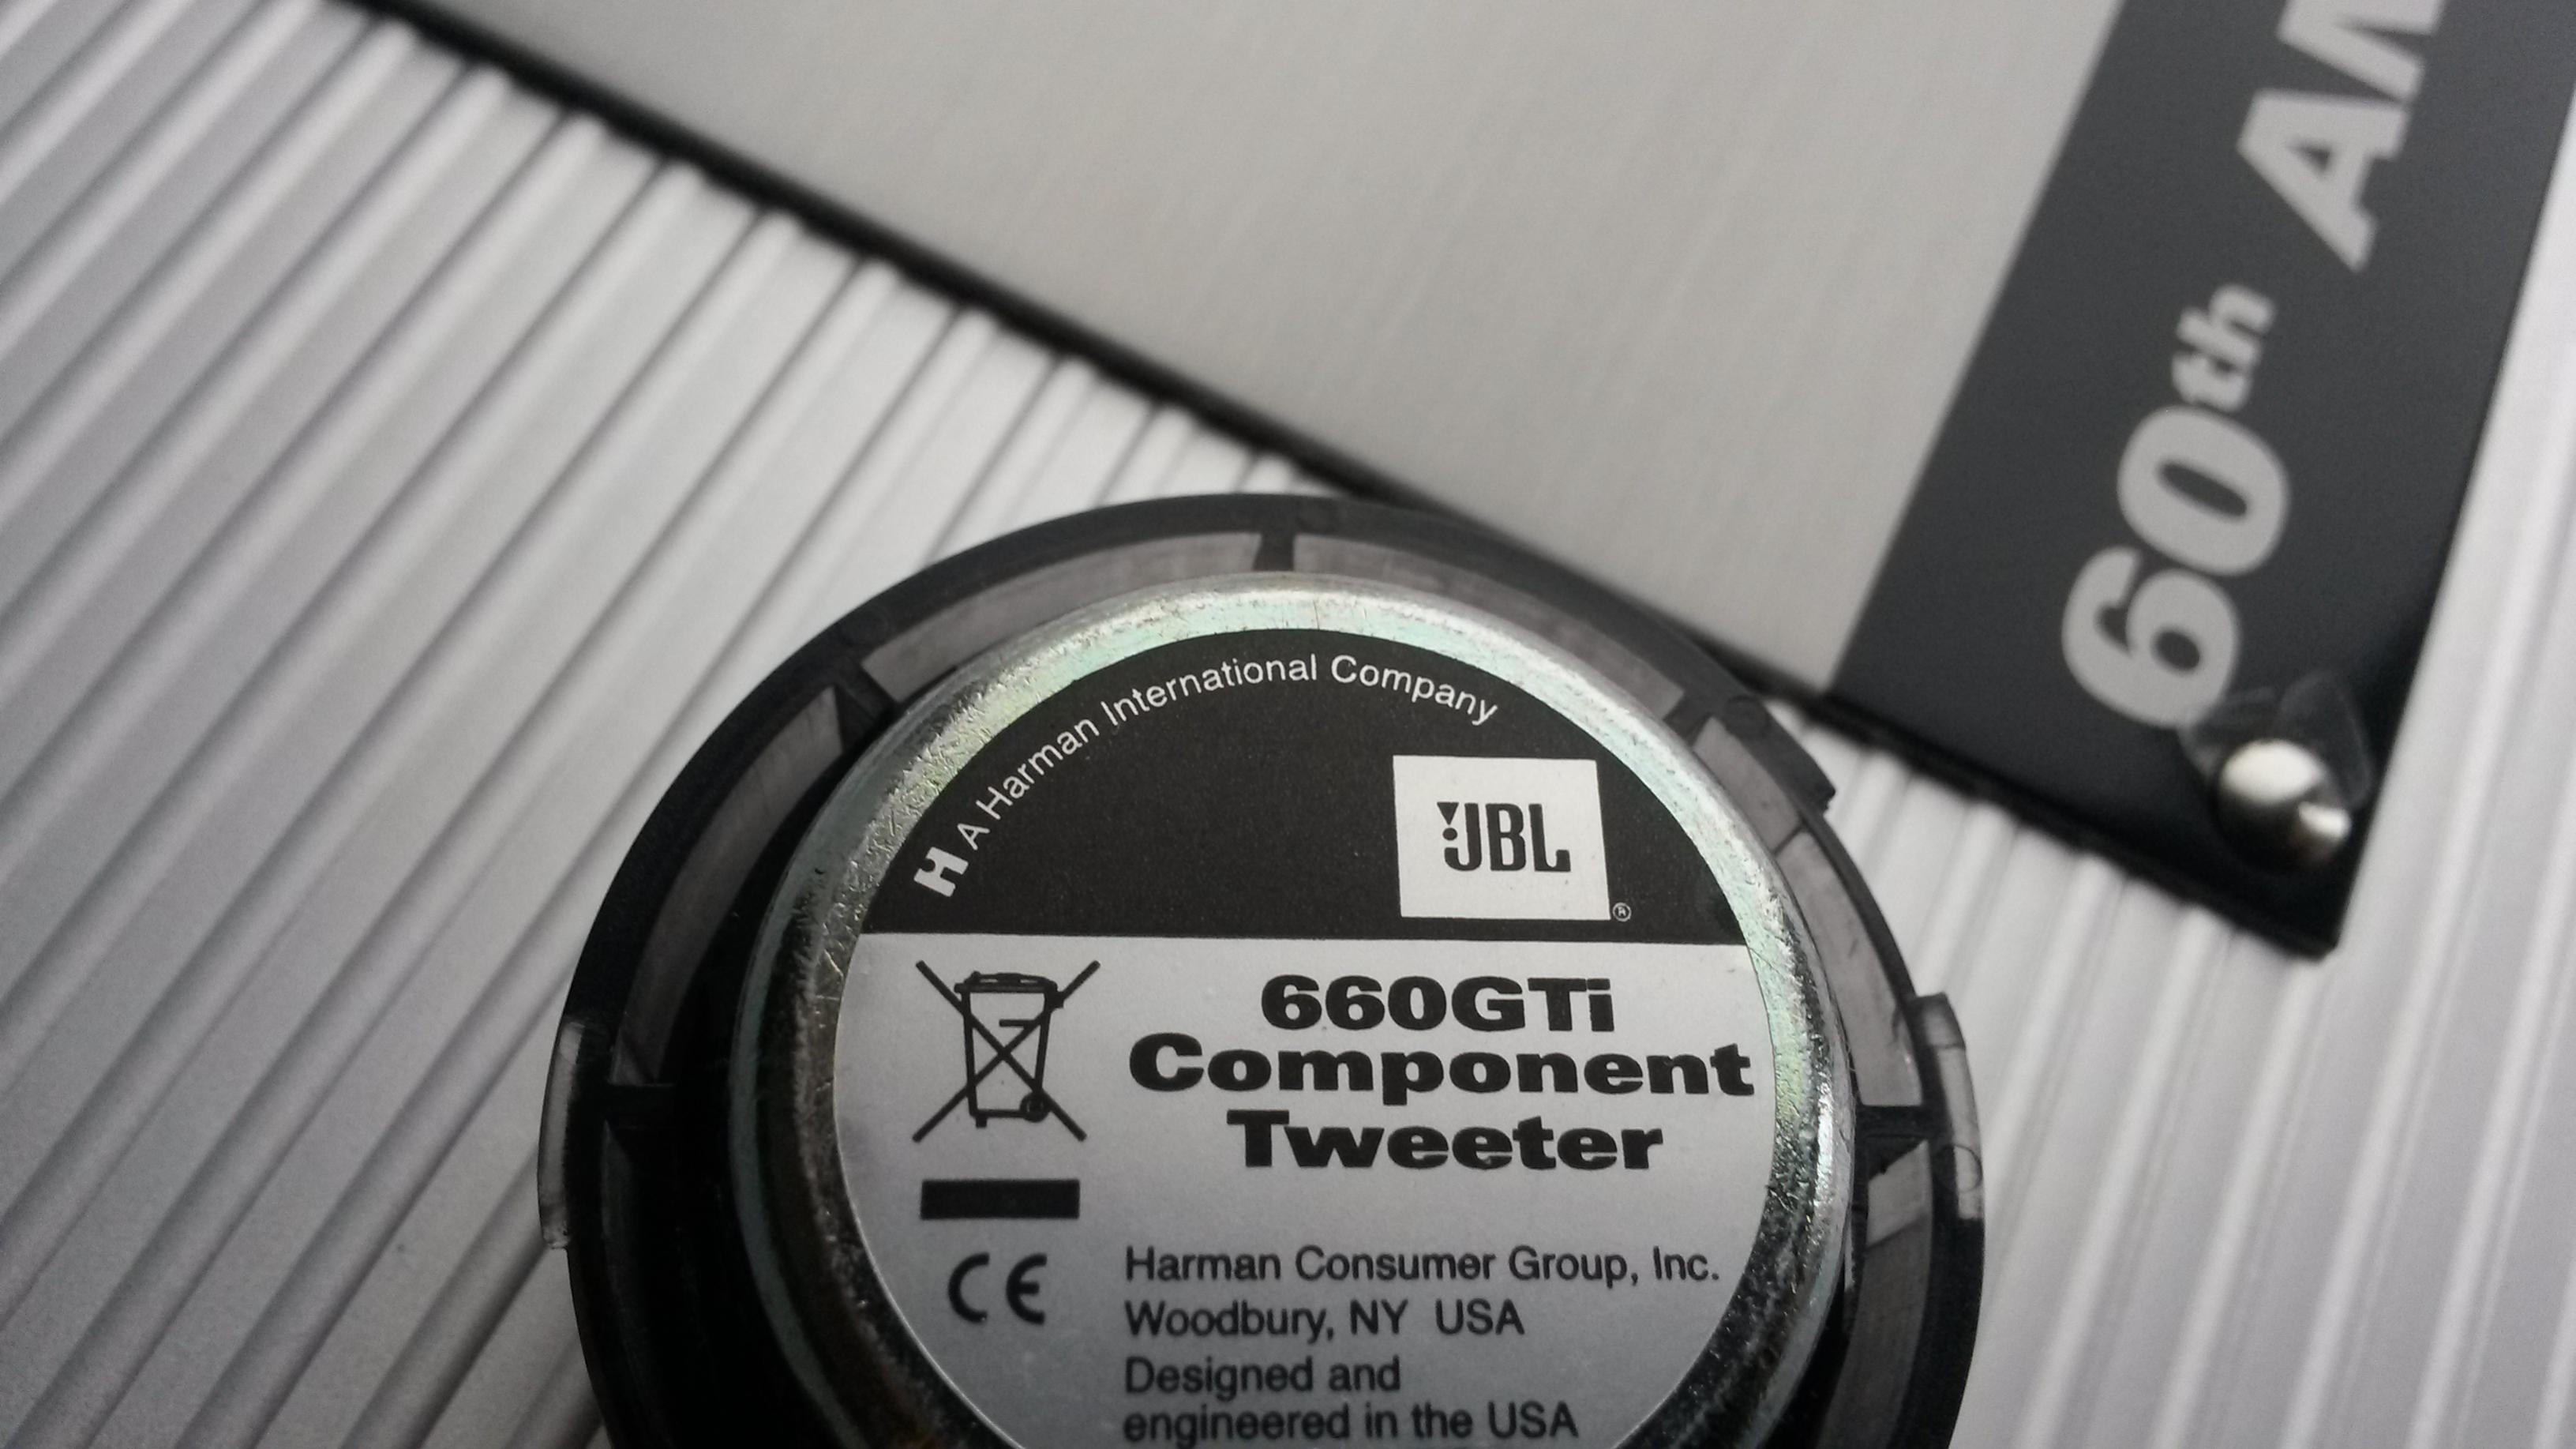 60th
A Harman International Company
JBL
®
660GTi
Component
Tweeter
CE
Harman Consumer Group, Inc.
Woodbury, NY USA
Designed and
engineered in the USA